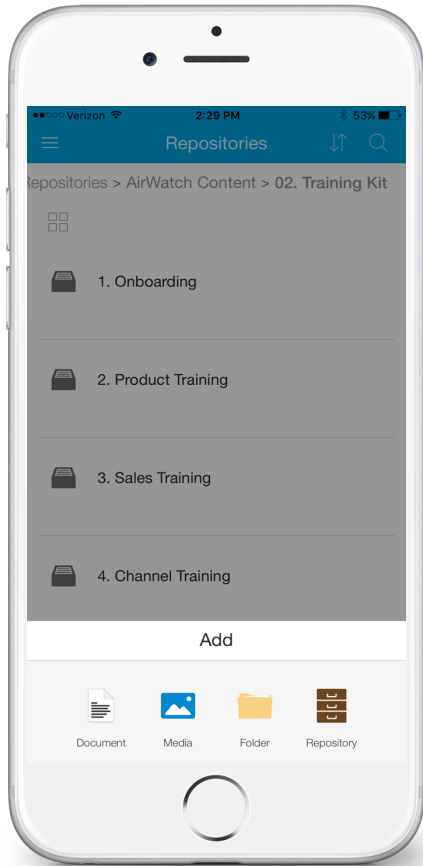 Verizon 2:29 PM 53%
Repositories
Repositories > AirWatch Content > 02. Training Kit
1. Onboarding
2. Product Training
3. Sales Training
4. Channel Training
Add
Document Media Folder Repository